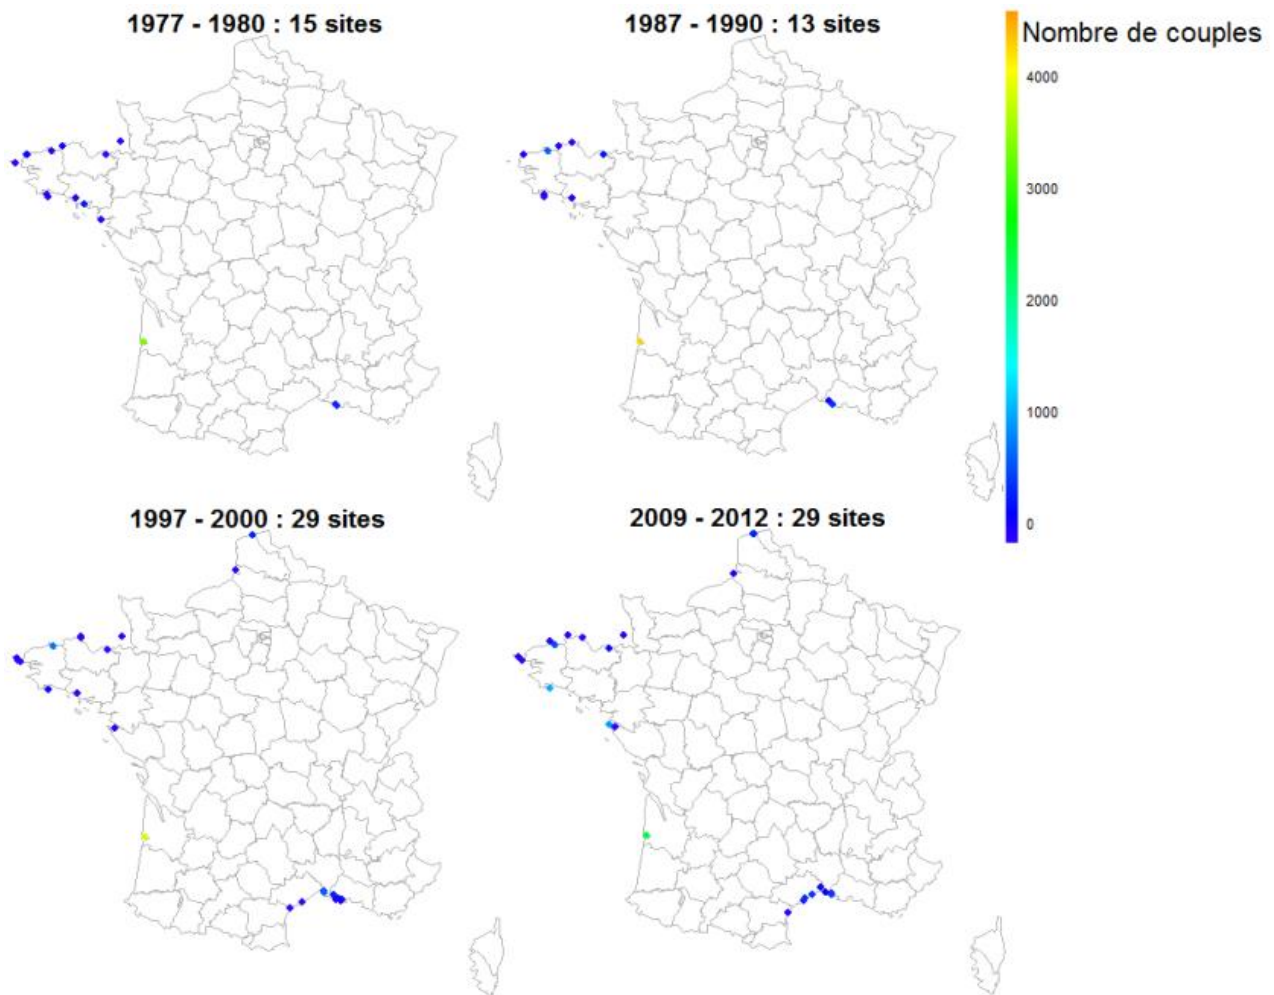 1977 - 1980 : 15 sites
1987 - 1990 : 13 sites
Nombre de couples
4000
3000
2000
1000
0
1997 - 2000 : 29 sites
2009 - 2012 : 29 sites